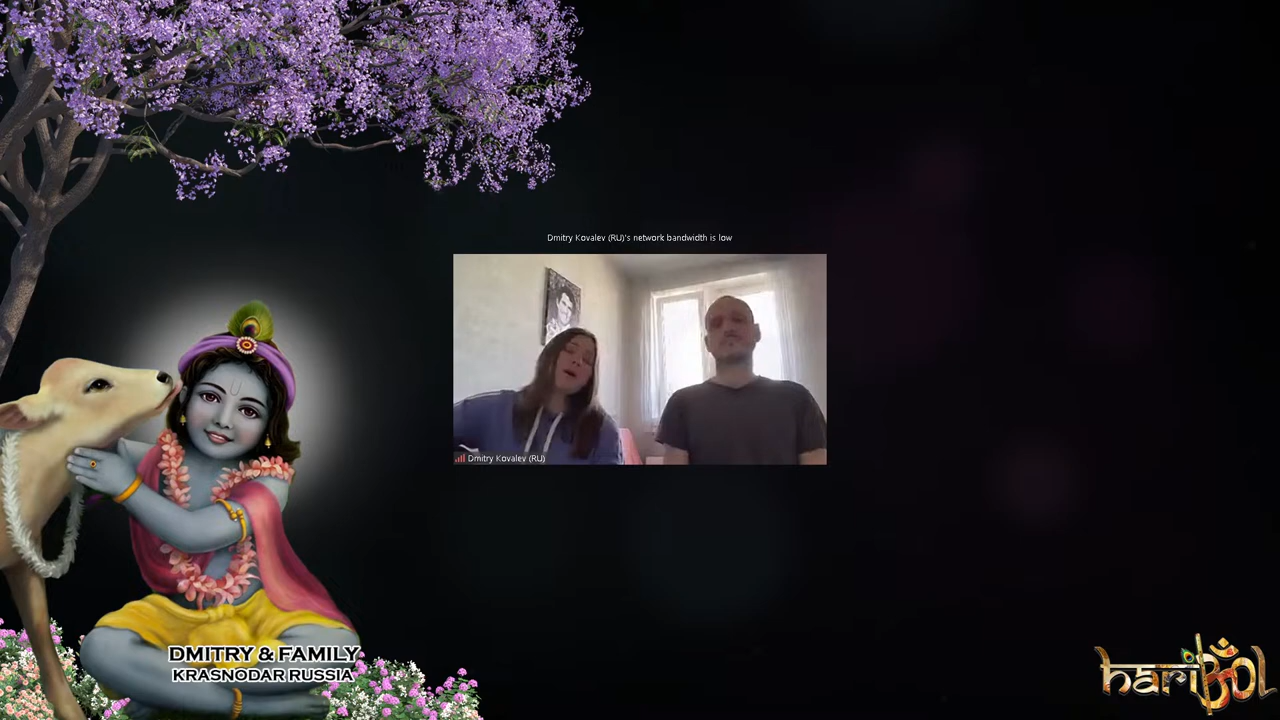 Dmitry Kovalev (RU)'s network bandwidth is low
Dmitry Kovalev (RU)
DMITRY & FAMILY
KRASNODAR RUSSIA
hariBOL